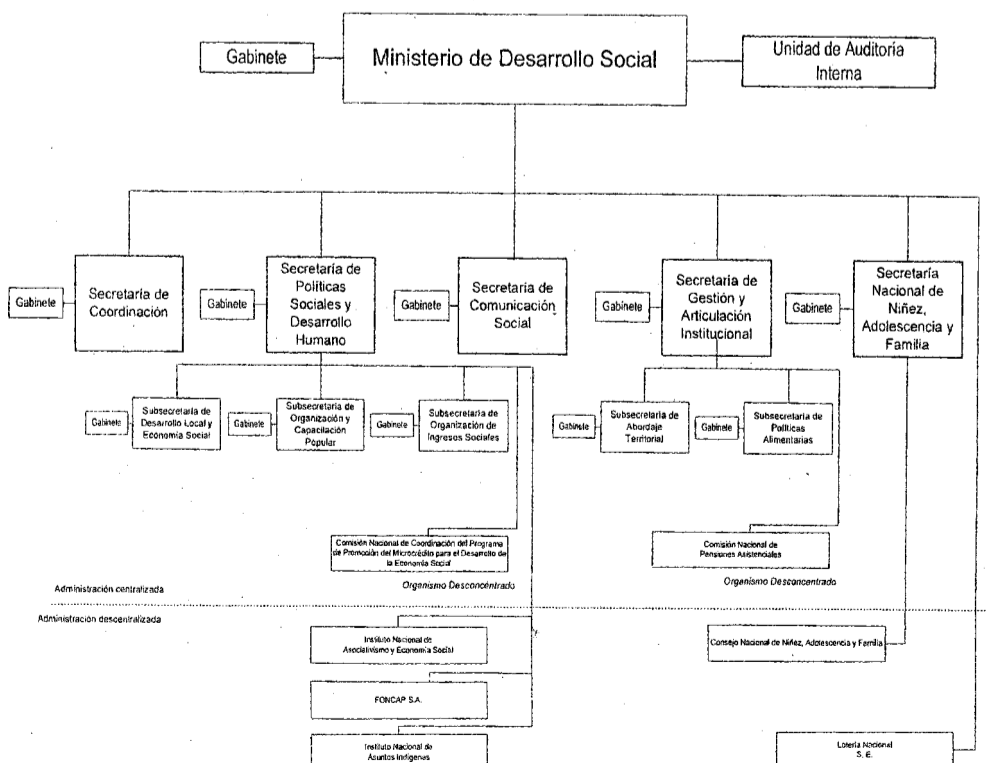 Gabinete
Ministerio de Desarrollo Social
Unidad de Auditoría
Interna
Gabinete
Secretaría de
Coordinación
Gabinete
Secretaría de
Políticas
Sociales y
Desarrollo
Humano
Gabinete
Secretaría de
Comunicación
Social
Gabinete
Secretaría de
Gestión y
Articulación
Institucional
Gabinete
Secretaría
Nacional de
Niñez,
Adolescencia y
Familia
Gabinete
Subsecretaría de
Desarrollo Local y
Economía Social
Gabinete
Subsecretaría de
Organización y
Capacitación
Popular
Gabinete
Subsecretaría de
Organización de
Ingresos Sociales
Gabinete
Subsecretaría de
Abordaje
Territorial
Gabinete
Subsecretaría de
Políticas
Alimentarias
Comisión Nacional de Coordinación del Programa
de Promoción del Microcrédito para el Desarrollo de
la Economía Social
Organismo Desconcentrado
Comisión Nacional de
Pensiones Asistenciales
Organismo Desconcentrado
Administración centralizada
Administración descentralizada
Instituto Nacional de
Asociativismo y Economía Social
Consejo Nacional de Niñez, Adolescencia y Familia
FONCAP S.A.
Instituto Nacional de
Asuntos Indígenas
Lotería Nacional
S. E.